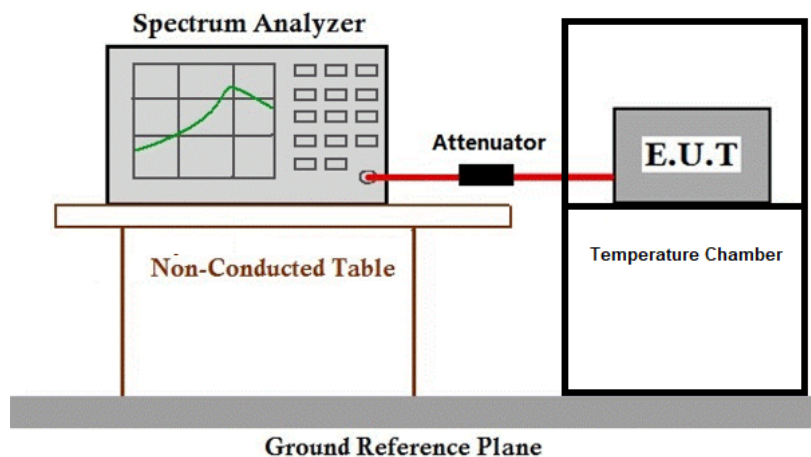 Spectrum Analyzer
Attenuator
E.U.T
Non-Conducted Table
Temperature Chamber
Ground Reference Plane